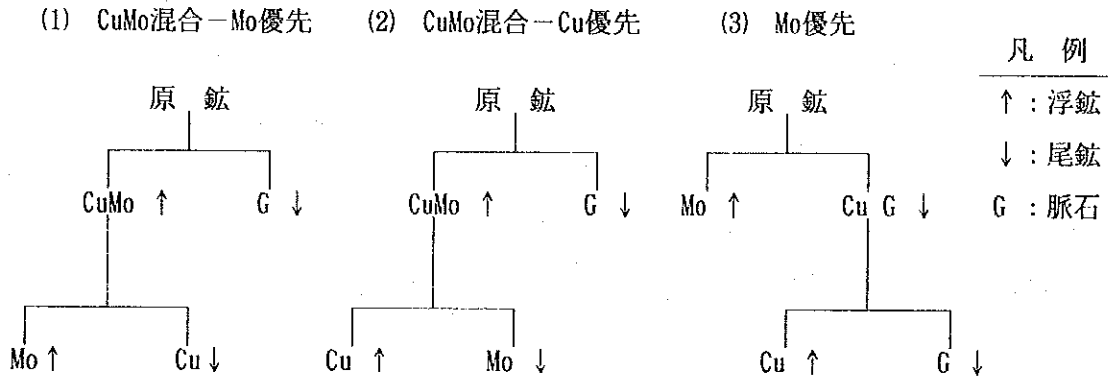 (1) CuMo混合－Mo優先
(2) CuMo混合－Cu優先
(3) Mo優先
凡 例
↑：浮鉱
↓：尾鉱
G ：脈石
原 鉱
CuMo ↑
G ↓
Mo↑
Cu↓
原 鉱
CuMo ↑
G ↓
Cu ↑
Mo ↓
原 鉱
Mo ↑
Cu G ↓
Cu ↑
G ↓